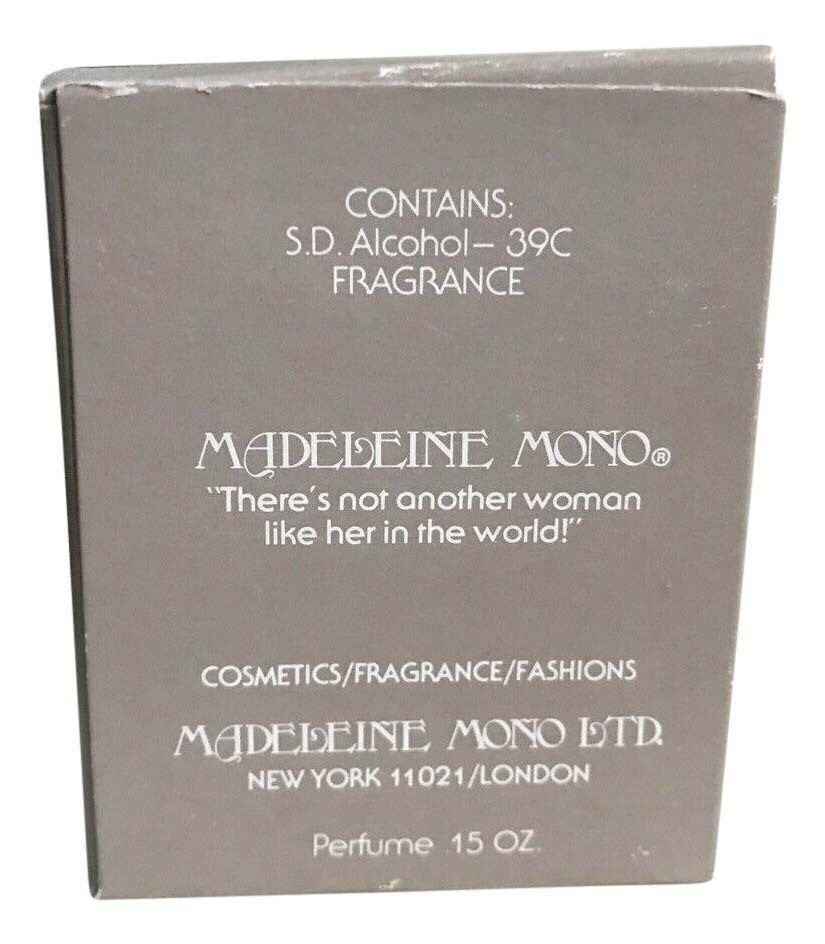 CONTAINS:
S.D. Alcohol– 39C
FRAGRANCE
MADELEINE MONO®
"There's not another woman
like her in the world!"
COSMETICS/FRAGRANCE/FASHIONS
MADELEINE MONO LTD.
NEW YORK 11021/LONDON
Perfume .15 OZ.